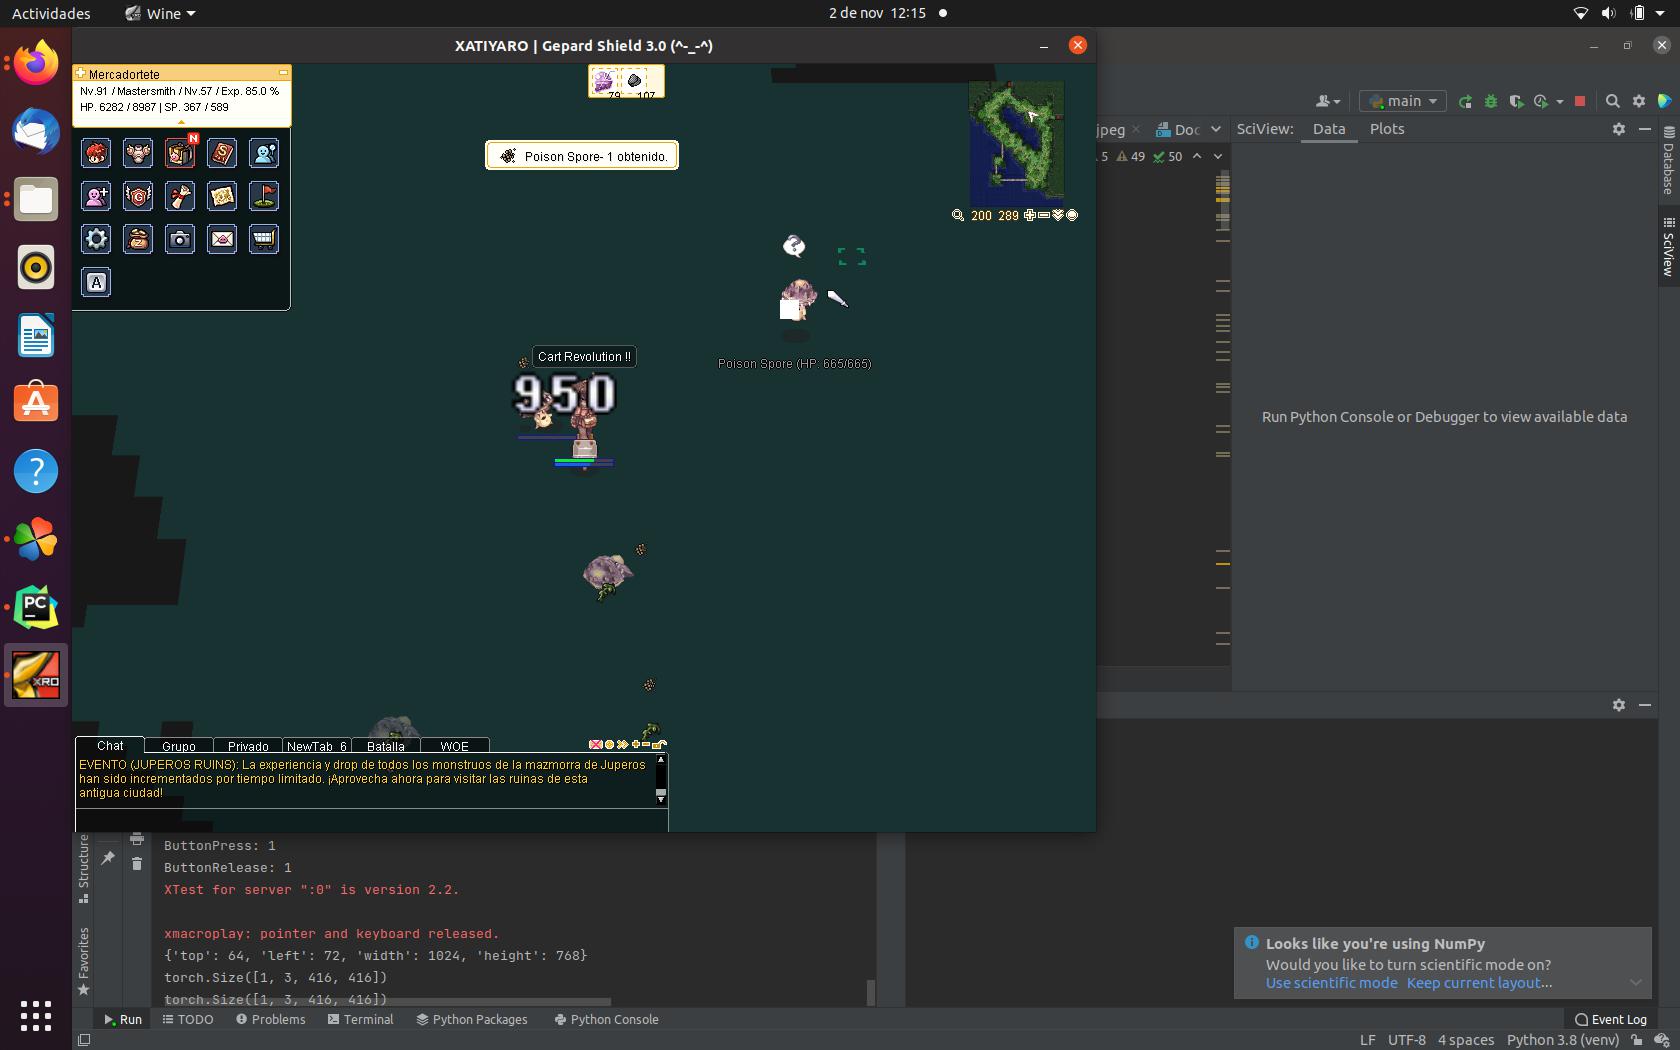 Actividades
Wine
2 de nov 12:15
XATIYARO | Gepard Shield 3.0 (^-_-^)
Mercadortete
Nv.91 / Mastersmith / Nv.57 / Exp. 85.0 %
HP. 6282 / 8987 | SP. 367 / 589
N
A
79
107
Poison Spore- 1 obtenido.
200 289
Cart Revolution !!
950
Poison Spore (HP: 665/665)
Chat
Grupo
Privado
NewTab_6
Batalla
WOE
EVENTO (JUPEROS RUINS): La experiencia y drop de todos los monstruos de la mazmorra de Juperos
han sido incrementados por tiempo limitado. ¡Aprovecha ahora para visitar las ruinas de esta
antigua ciudad!
PC
XRO
main
jpeg
Doc
SciView:
Data
Plots
5
49
50
Database
SciView
Run Python Console or Debugger to view available data
Structure
Favorites
ButtonPress: 1
ButtonRelease: 1
XTest for server ":0" is version 2.2.
xmacroplay: pointer and keyboard released.
{'top': 64, 'left': 72, 'width': 1024, 'height': 768}
torch.Size([1, 3, 416, 416])
torch.Size([1, 3, 416, 416])
Looks like you're using NumPy
Would you like to turn scientific mode on?
Use scientific mode Keep current layout...
Run
TODO
Problems
Terminal
Python Packages
Python Console
Event Log
LF UTF-8 4 spaces Python 3.8 (venv)